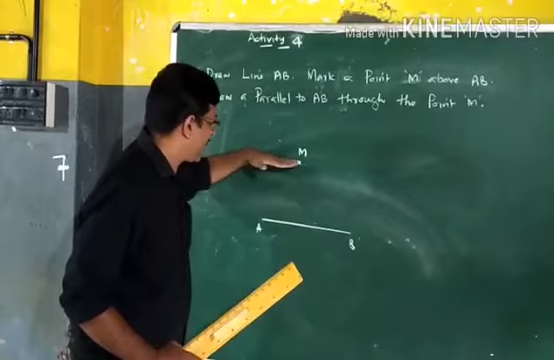 Made with KINEMASTER
Activity 4
Draw Line AB. Mark a Point 'M' above AB.
a Parallel to AB through the Point 'M'.
M
7
A
B